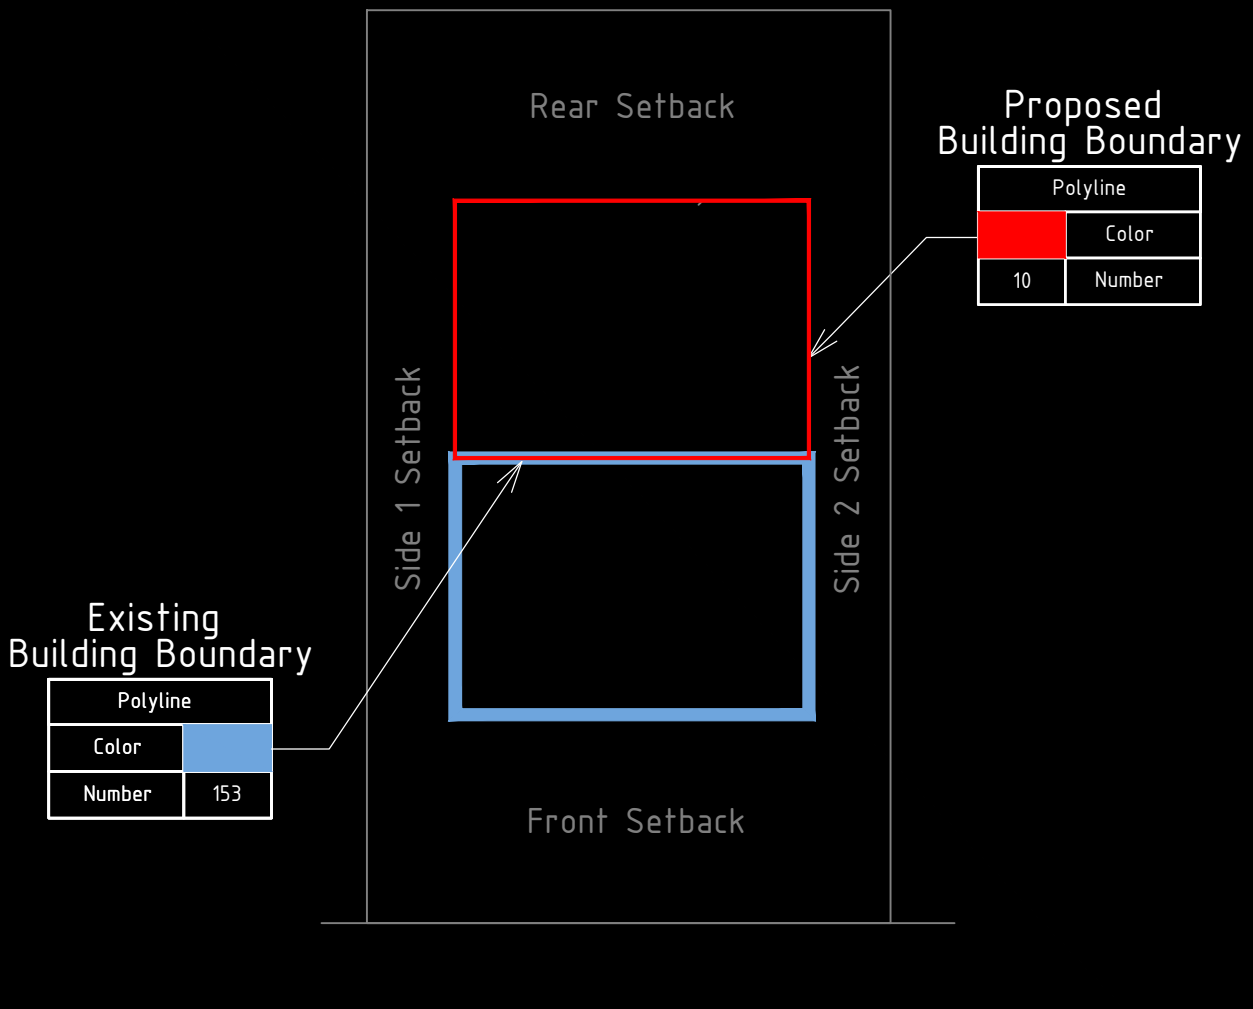 Rear Setback
Proposed
Building Boundary
Polyline
Color
10 Number
Side 1 Setback
Side 2 Setback
Existing
Building Boundary
Polyline
Color
Number 153
Front Setback